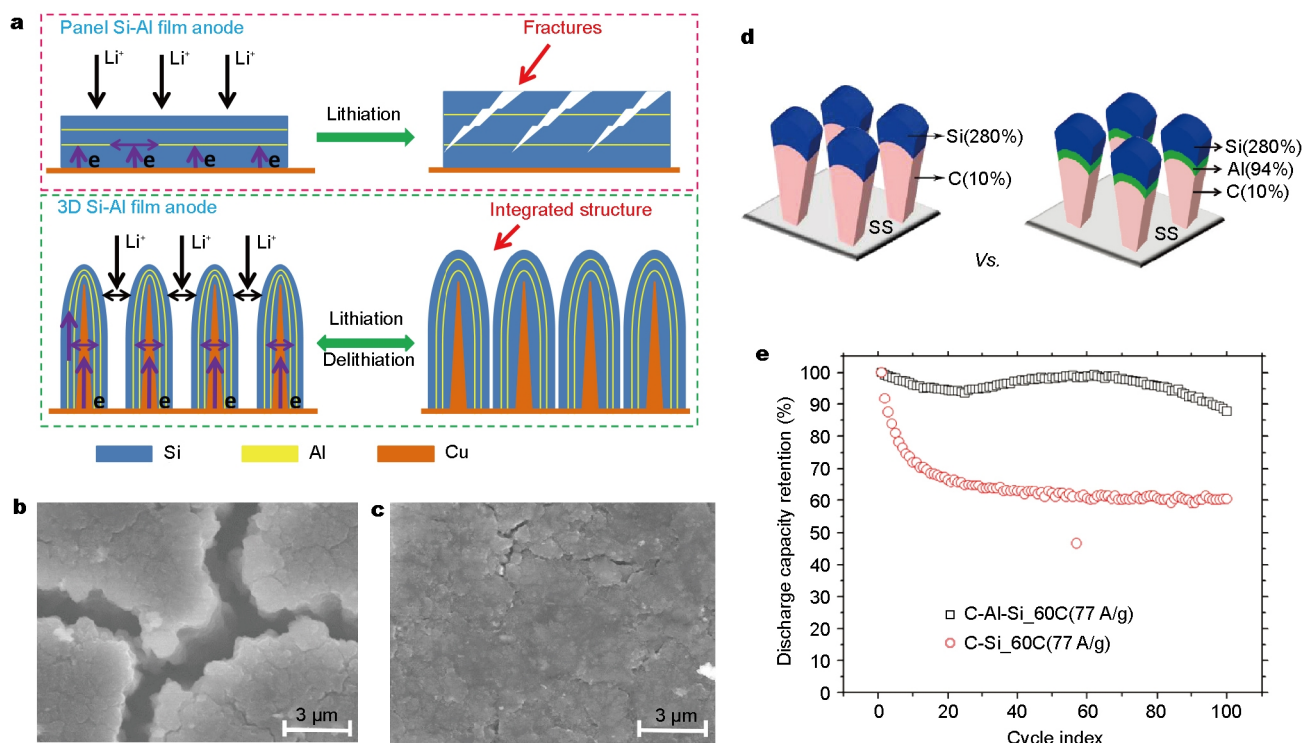 a
Panel Si-Al film anode
Li⁺
Li⁺
Li⁺
e
e
e
e
Lithiation
Fractures
3D Si-Al film anode
Li⁺
Li⁺
Li⁺
e
e
e
e
Lithiation
Delithiation
Integrated structure
Si
Al
Cu
b
3 µm
c
3 µm
d
Si(280%)
C(10%)
SS
Vs.
Si(280%)
Al(94%)
C(10%)
SS
e
Discharge capacity retention (%)
100
90
80
70
60
50
40
30
20
10
0
C-Al-Si_60C(77 A/g)
C-Si_60C(77 A/g)
0
20
40
60
80
100
Cycle index